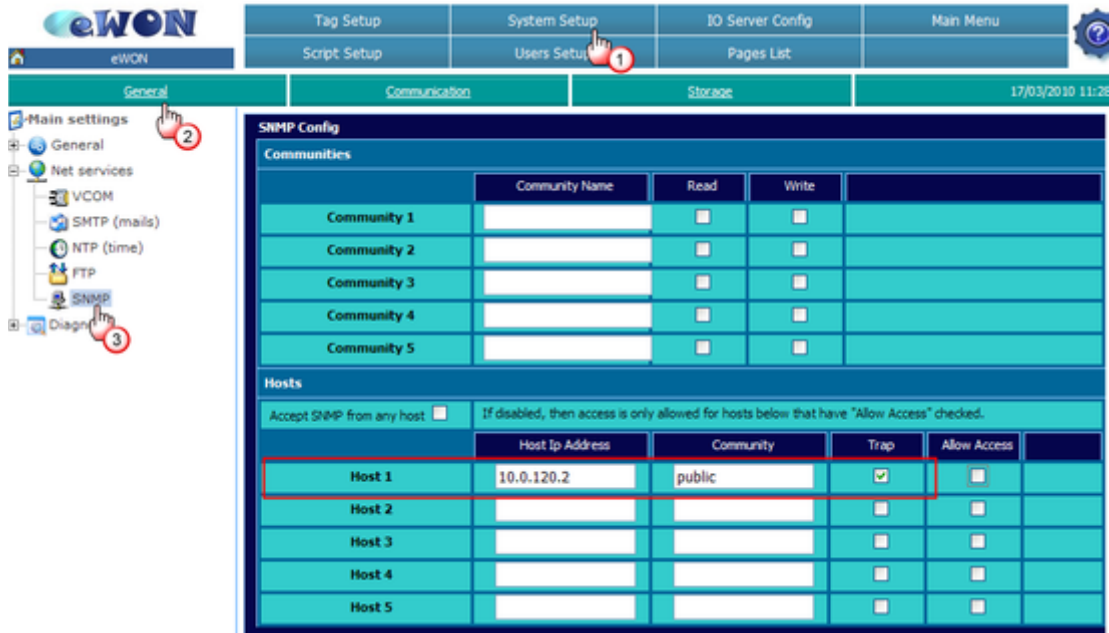 eWON
Tag Setup System Setup IO Server Config Main Menu
eWON Script Setup Users Setup Pages List
1
General Communication Storage 17/03/2010 11:28
2
Main settings
General
Net services
VCOM
SMTP (mails)
NTP (time)
FTP
SNMP
Diagn
3
SNMP Config
Communities
Community Name Read Write
Community 1
Community 2
Community 3
Community 4
Community 5
Hosts
Accept SNMP from any host If disabled, then access is only allowed for hosts below that have "Allow Access" checked.
Host Ip Address Community Trap Allow Access
Host 1 10.0.120.2 public
Host 2
Host 3
Host 4
Host 5